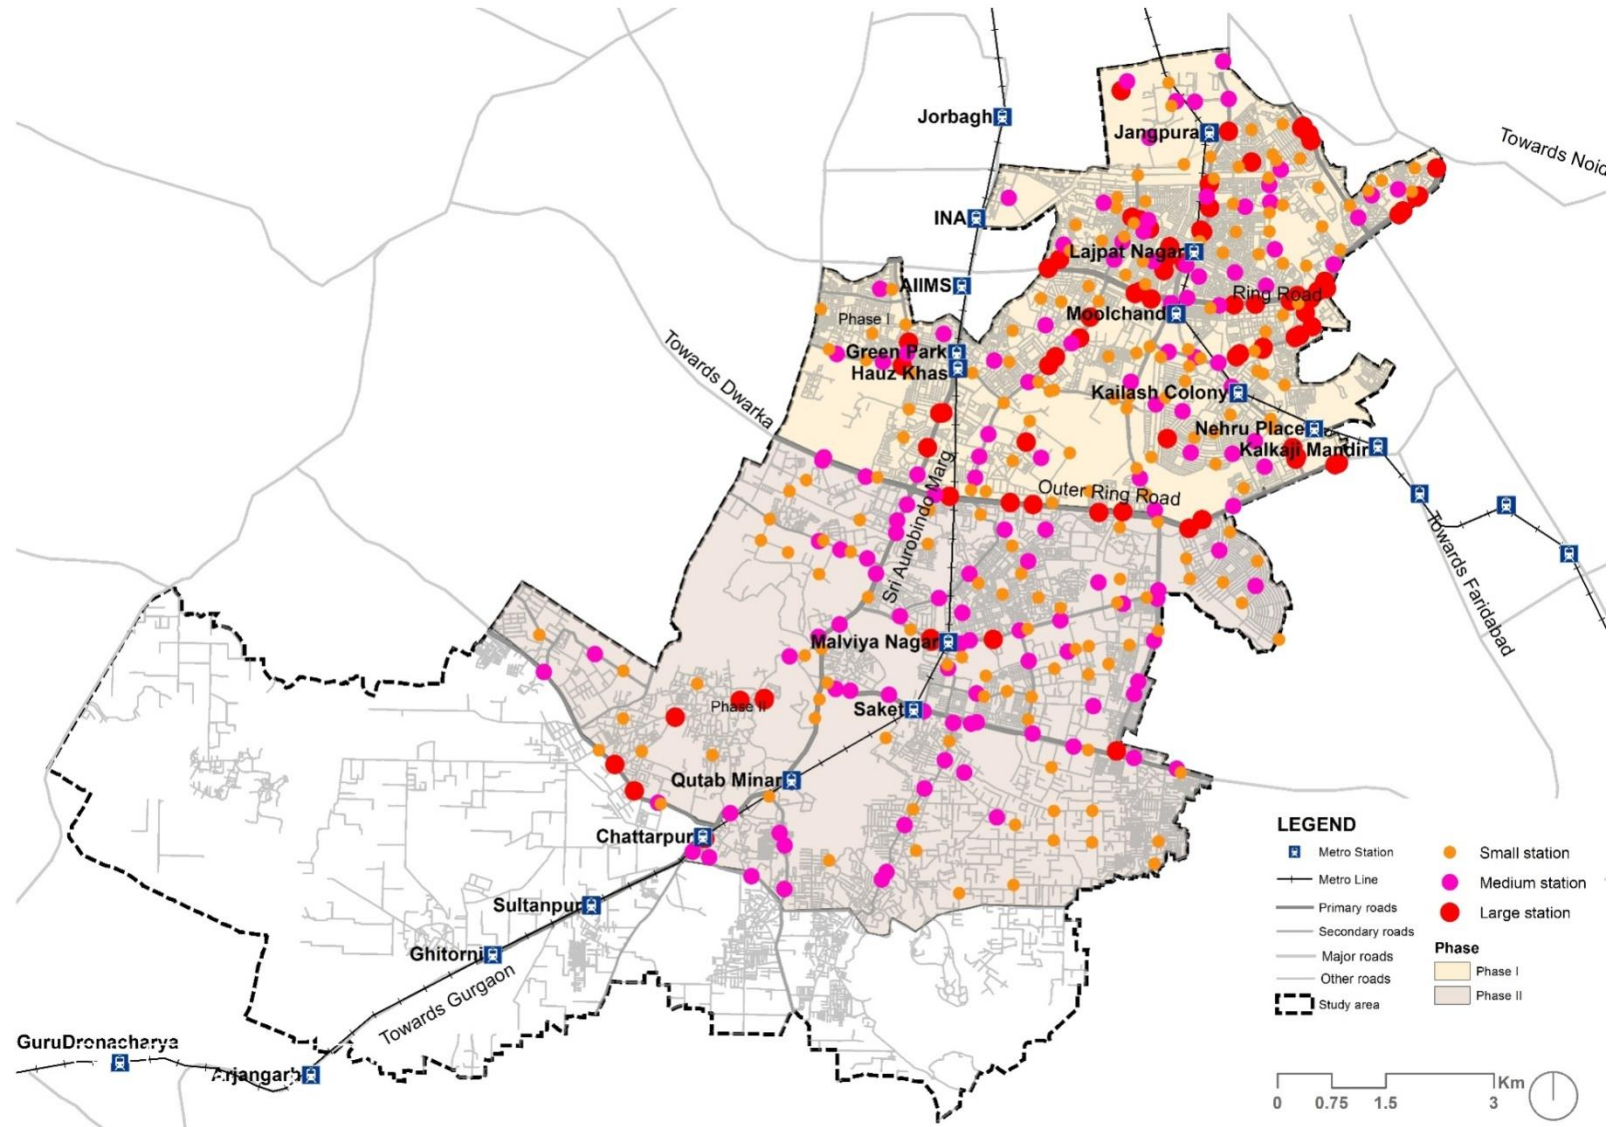 Jorbagh
Jangpura
Towards Noid
INA
Lajpat Nagar
AIIMS
Ring Road
Phase I
Moolchand
Towards Dwarka
Green Park
Hauz Khas
Kailash Colony
Nehru Place
Kalkaji Mandir
Sri Aurobindo Marg
Outer Ring Road
Towards Faridabad
Malviya Nagar
Phase II
Saket
Qutab Minar
Chattarpur
Sultanpur
Ghitorni
Towards Gurgaon
GuruDronacharya
Arjangarh
LEGEND
Metro Station
Metro Line
Primary roads
Secondary roads
Major roads
Other roads
Study area
Small station
Medium station
Large station
Phase
Phase I
Phase II
Km
0 0.75 1.5 3